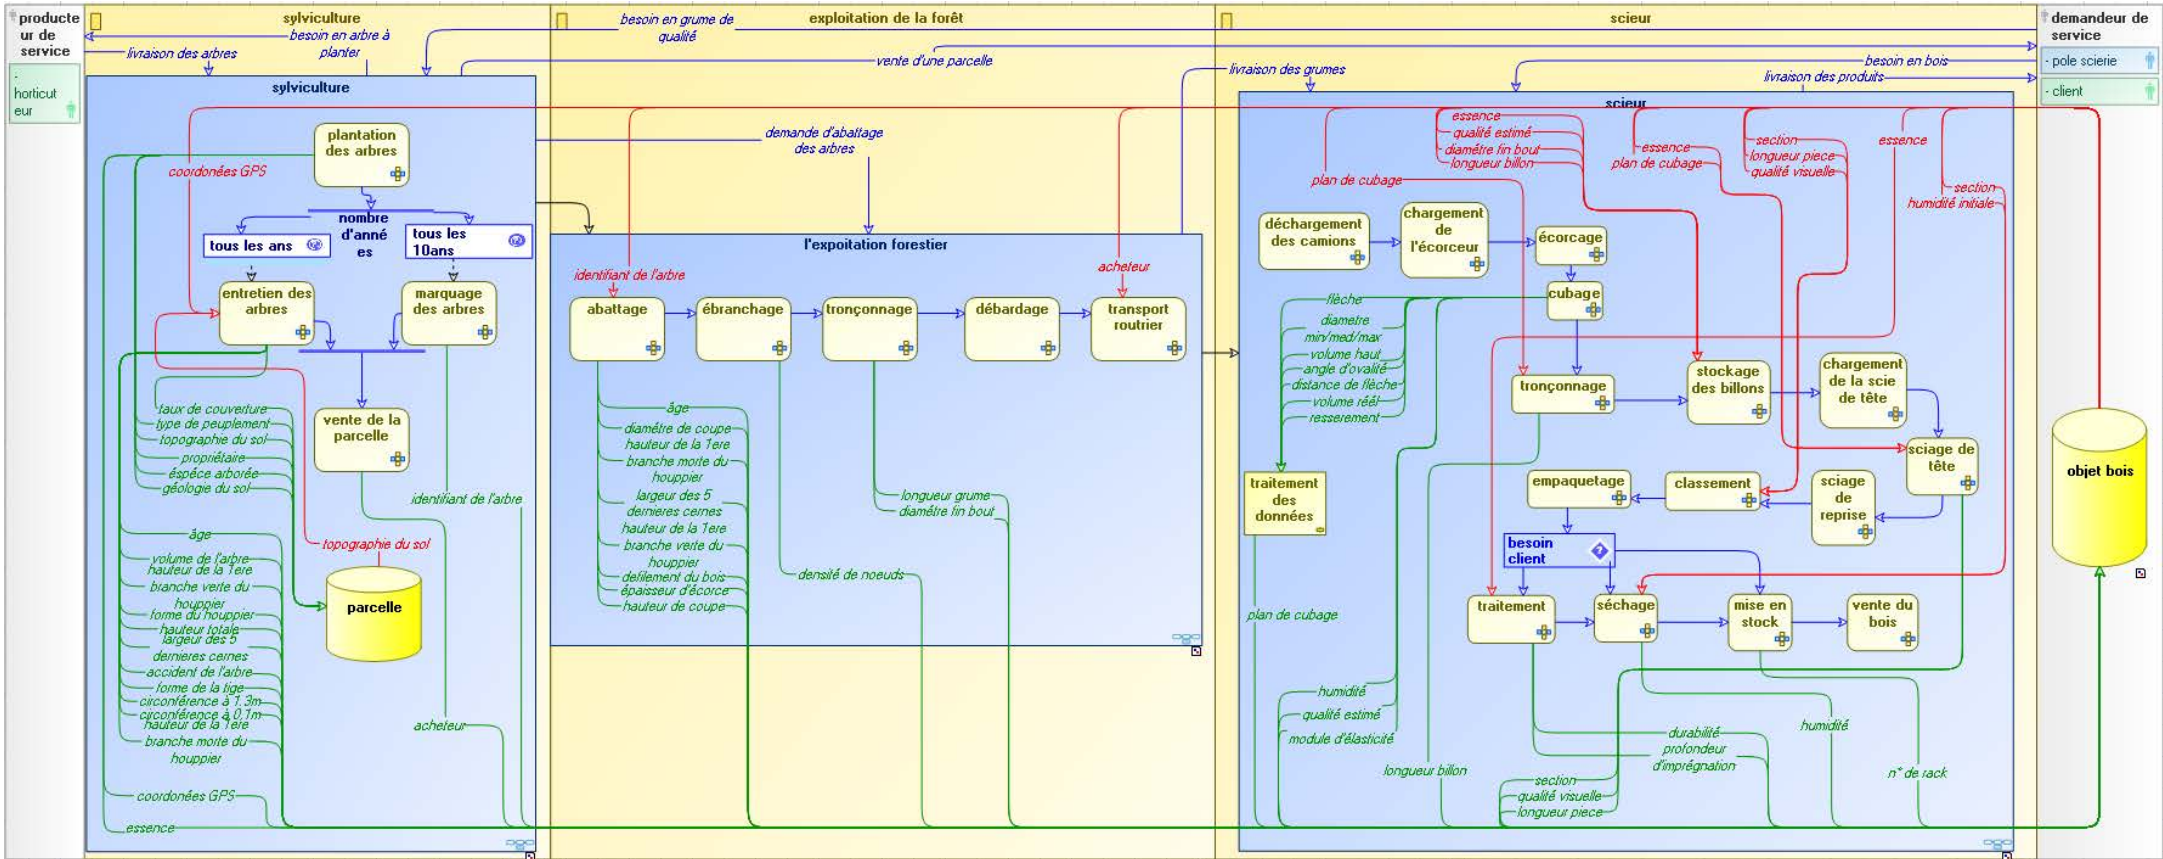 producte
ur de
service
-
horticut
eur
sylviculture
besoin en arbre à
planter
livraison des arbres
exploitation de la forêt
besoin en grume de
qualité
vente d'une parcelle
demande d'abattage
des arbres
livraison des grumes
scieur
besoin en bois
livraison des produits
demandeur de
service
- pole scierie
- client
sylviculture
plantation
des arbres
coordonées GPS
nombre
d'anné
es
tous les ans
tous les
10ans
entretien des
arbres
marquage
des arbres
vente de la
parcelle
taux de couverture
type de peuplement
topographie du sol
propriétaire
éspéce arborée
géologie du sol
identifiant de l'arbre
âge
volume de l'arbre
hauteur de la 1ere
branche verte du
houppier
forme du houppier
hauteur totale
largeur des 5
dernieres cernes
accident de l'arbre
forme de la tige
circonférence à 1.3m
circonférence à 0,1m
hauteur de la 1ere
branche morte du
houppier
topographie du sol
parcelle
acheteur
coordonées GPS
essence
l'expoitation forestier
identifiant de l'arbre
acheteur
abattage
ébranchage
tronçonnage
débardage
transport
routrier
âge
diamétre de coupe
hauteur de la 1ere
branche morte du
houppier
largeur des 5
dernieres cernes
hauteur de la 1ere
branche verte du
houppier
defilement du bois
épaisseur d'écorce
hauteur de coupe
longueur grume
diamétre fin bout
densité de noeuds
scieur
essence
qualité estimé
diamétre fin bout
longueur billon
plan de cubage
essence
plan de cubage
section
longueur piece
qualité visuelle
essence
section
humidité initiale
déchargement
des camions
chargement
de
l'écorceur
écorcage
cubage
flèche
diametre
min/med/max
volume haut
angle d'ovalité
distance de flèche
volume réél
resserement
tronçonnage
stockage
des billons
chargement
de la scie
de tête
sciage de
tête
sciage
de
reprise
classement
empaquetage
traitement
des
données
besoin
client
traitement
séchage
mise en
stock
vente du
bois
plan de cubage
humidité
qualité estimé
module d'élasticité
longueur billon
durabilité
profondeur
d'imprégnation
humidité
n° de rack
section
qualité visuelle
longueur piece
objet bois